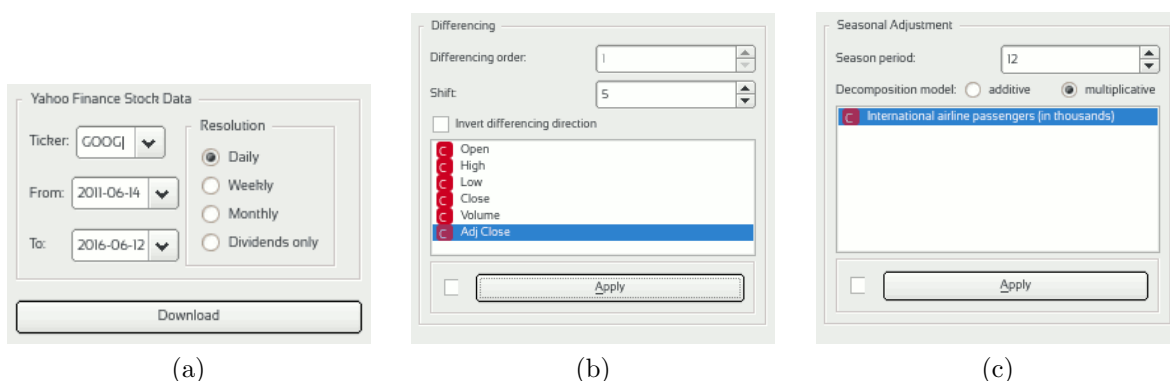 Yahoo Finance Stock Data
Ticker: GOOG
Resolution
Daily
From: 2011-06-14
Weekly
Monthly
To: 2016-06-12
Dividends only
Download
(a)
Differencing
Differencing order: 1
Shift: 5
Invert differencing direction
C Open
C High
C Low
C Close
C Volume
C Adj Close
Apply
(b)
Seasonal Adjustment
Season period: 12
Decomposition model: additive multiplicative
C International airline passengers (in thousands)
Apply
(c)